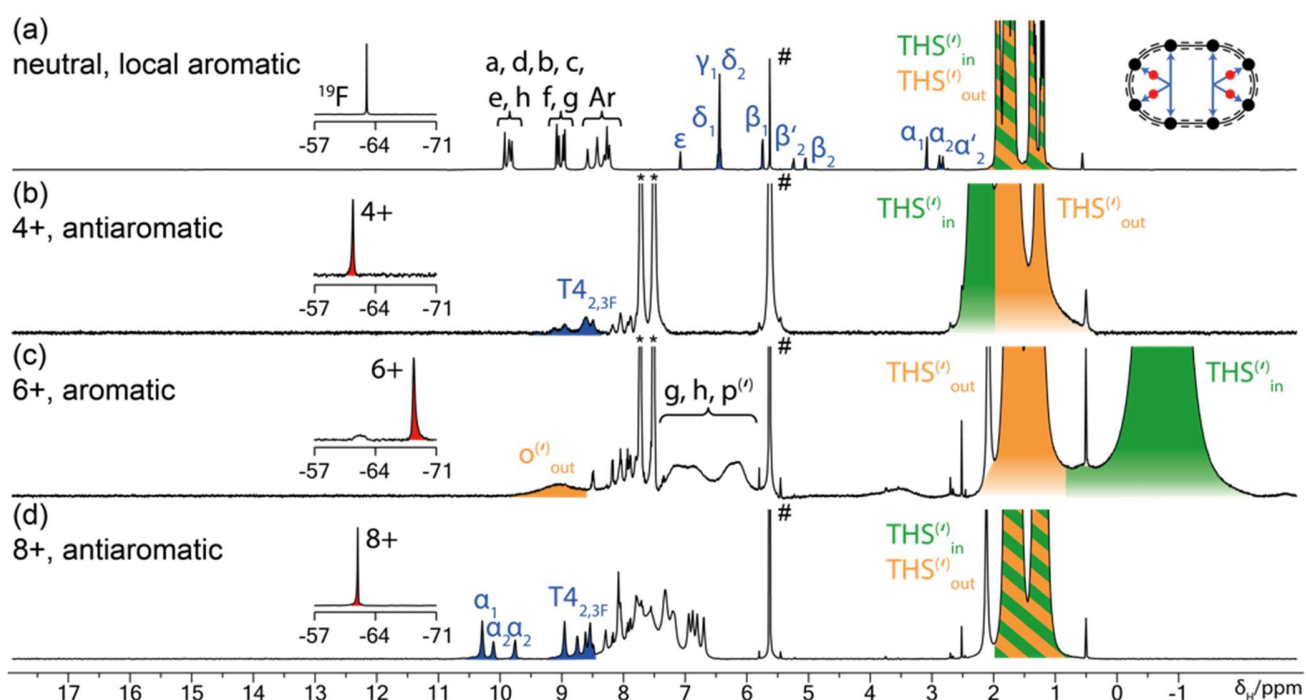 (a)
neutral, local aromatic
19F
-57 -64 -71
a, d, b, c,
e, h f, g Ar
ε
δ1
γ1 δ2
β1
#
β′2 β2
α1 α2 α′2
THS(′)in
THS(′)out
(b)
4+, antiaromatic
4+
-57 -64 -71
T42,3F
* *
#
THS(′)in
THS(′)out
(c)
6+, aromatic
6+
-57 -64 -71
o(′)out
* *
g, h, p(′)
#
THS(′)out
THS(′)in
(d)
8+, antiaromatic
8+
-57 -64 -71
α1
α2 α2
T42,3F
#
THS(′)in
THS(′)out
17 16 15 14 13 12 11 10 9 8 7 6 5 4 3 2 1 0 -1 δH/ppm